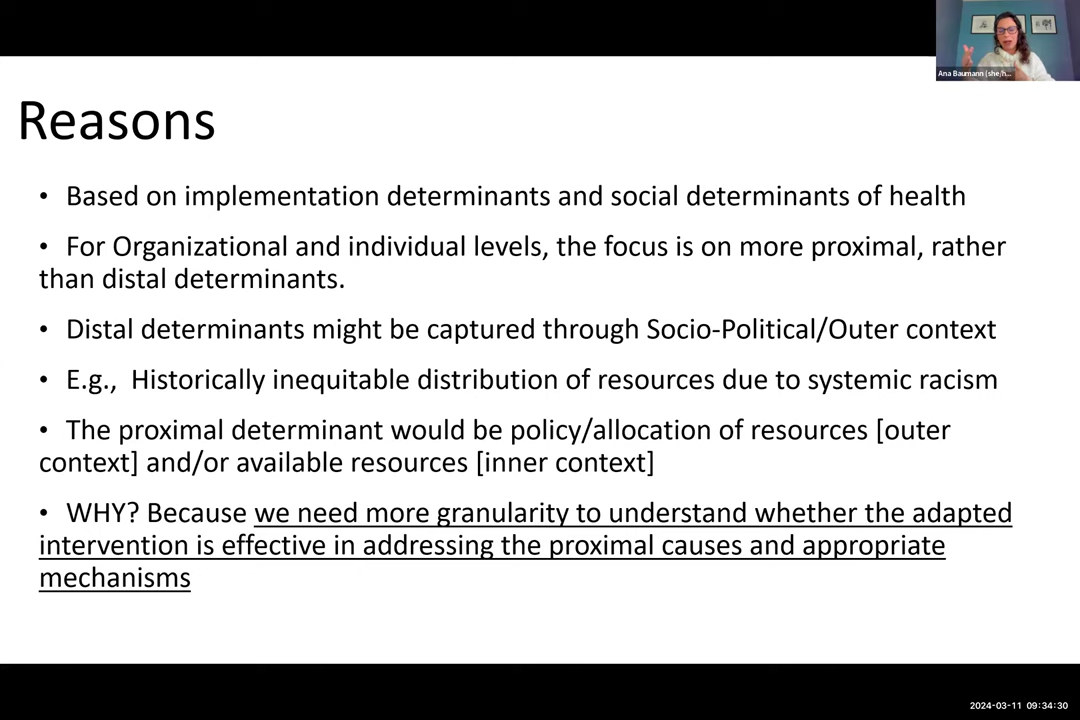 Ana Baumann (she/h...
Reasons
• Based on implementation determinants and social determinants of health
• For Organizational and individual levels, the focus is on more proximal, rather
than distal determinants.
• Distal determinants might be captured through Socio-Political/Outer context
• E.g., Historically inequitable distribution of resources due to systemic racism
• The proximal determinant would be policy/allocation of resources [outer
context] and/or available resources [inner context]
• WHY? Because we need more granularity to understand whether the adapted
intervention is effective in addressing the proximal causes and appropriate
mechanisms
2024-03-11 09:34:30